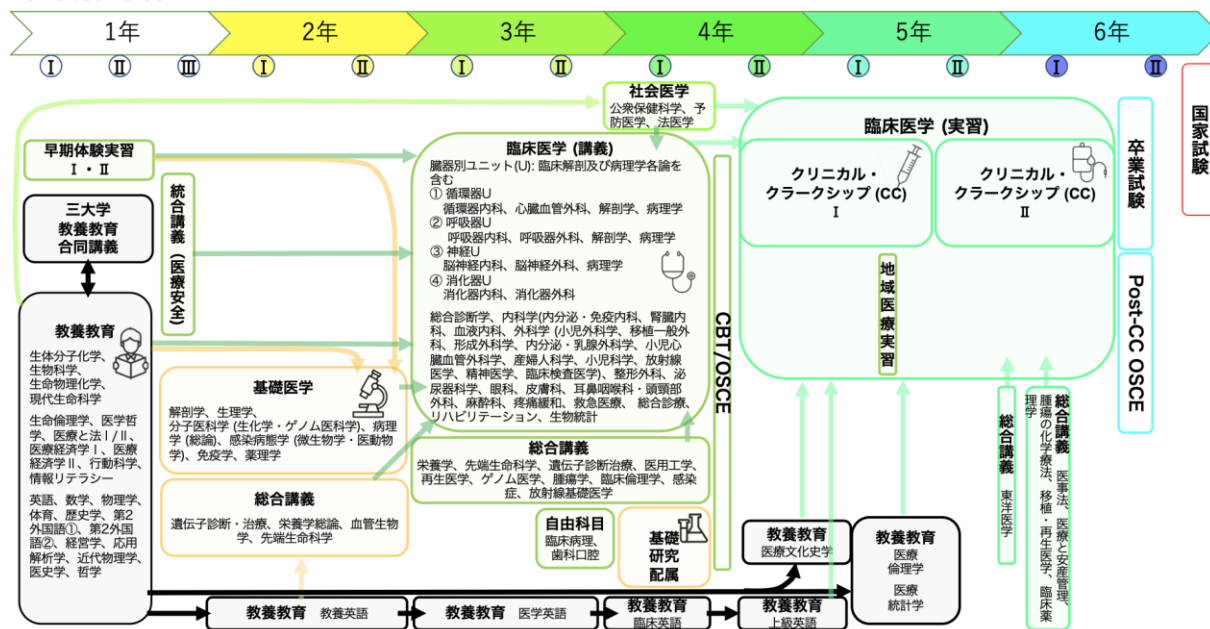 1年
2年
3年
4年
5年
6年
Ⅰ
Ⅱ
Ⅲ
Ⅰ
Ⅱ
Ⅰ
Ⅱ
Ⅰ
Ⅱ
Ⅰ
Ⅱ
Ⅰ
Ⅱ
国家試験
社会医学
公衆保健科学、予
防医学、法医学
早期体験実習
Ⅰ・Ⅱ
統合講義(医療安全)
三大学
教養教育
合同講義
教養教育
生体分子化学、
生物科学、
生命物理化学、
現代生命科学
生命倫理学、医学哲
学、医療と法Ⅰ/Ⅱ、
医療経済学Ⅰ、医療
経済学Ⅱ、行動科学、
情報リテラシー
英語、数学、物理学、
体育、歴史学、第2
外国語①、第2外国
語②、経営学、応用
解析学、近代物理学、
医史学、哲学
基礎医学
解剖学、生理学、
分子医科学 (生化学・ゲノム医科学)、病理
学 (総論)、感染病態学 (微生物学・医動物
学)、免疫学、薬理学
総合講義
遺伝子診断・治療、栄養学総論、血管生物
学、先端生命科学
臨床医学 (講義)
臓器別ユニット(U): 臨床解剖及び病理学各論を
含む
① 循環器U
循環器内科、心臓血管外科、解剖学、病理学
② 呼吸器U
呼吸器内科、呼吸器外科、解剖学、病理学
③ 神経U
脳神経内科、脳神経外科、病理学
④ 消化器U
消化器内科、消化器外科
総合診断学、内科学(内分泌・免疫内科、腎臓内
科、血液内科、外科学 (小児外科学、移植一般外
科、形成外科学、内分泌・乳腺外科学、小児心
臓血管外科学、産婦人科学、小児科学、放射線
医学、精神医学、臨床検査医学)、整形外科、泌
尿器科学、眼科、皮膚科、耳鼻咽喉科・頭頸部
外科、麻酔科、疼痛緩和、救急医療、 総合診療、
リハビリテーション、生物統計
総合講義
栄養学、先端生命科学、遺伝子診断治療、医用工学、
再生医学、ゲノム医学、腫瘍学、臨床倫理学、感染
症、放射線基礎医学
自由科目
臨床病理、
歯科口腔
基礎
研究
配属
CBT/OSCE
臨床医学 (実習)
クリニカル・
クラークシップ (CC)
Ⅰ
クリニカル・
クラークシップ (CC)
Ⅱ
地域医療実習
卒業試験
Post-CC OSCE
総合講義 東洋医学
総合講義 医事法、医療と安産管理、
腫瘍の化学療法、移植・再生医学、臨床薬
理学
教養教育
医療文化史学
教養教育
医療
倫理学
医療
統計学
教養教育 教養英語
教養教育 医学英語
教養教育
臨床英語
教養教育
上級英語